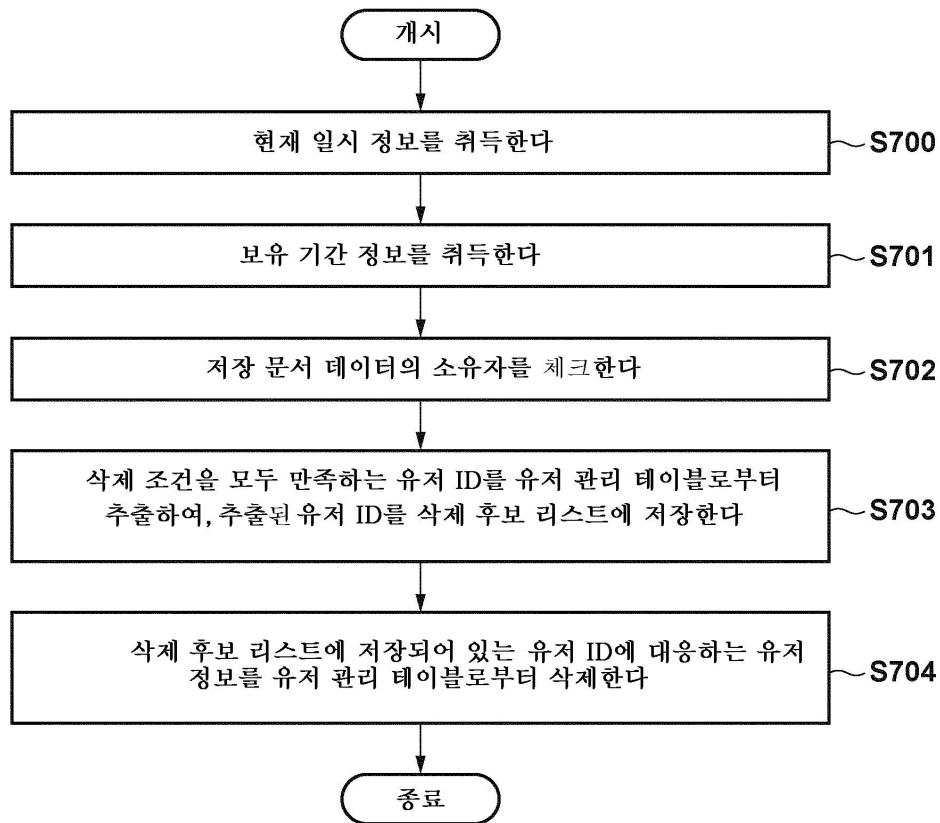 개시
현재 일시 정보를 취득한다
S700
보유 기간 정보를 취득한다
S701
저장 문서 데이터의 소유자를 체크한다
S702
삭제 조건을 모두 만족하는 유저 ID를 유저 관리 테이블로부터
추출하여, 추출된 유저 ID를 삭제 후보 리스트에 저장한다
S703
삭제 후보 리스트에 저장되어 있는 유저 ID에 대응하는 유저
정보를 유저 관리 테이블로부터 삭제한다
S704
종료